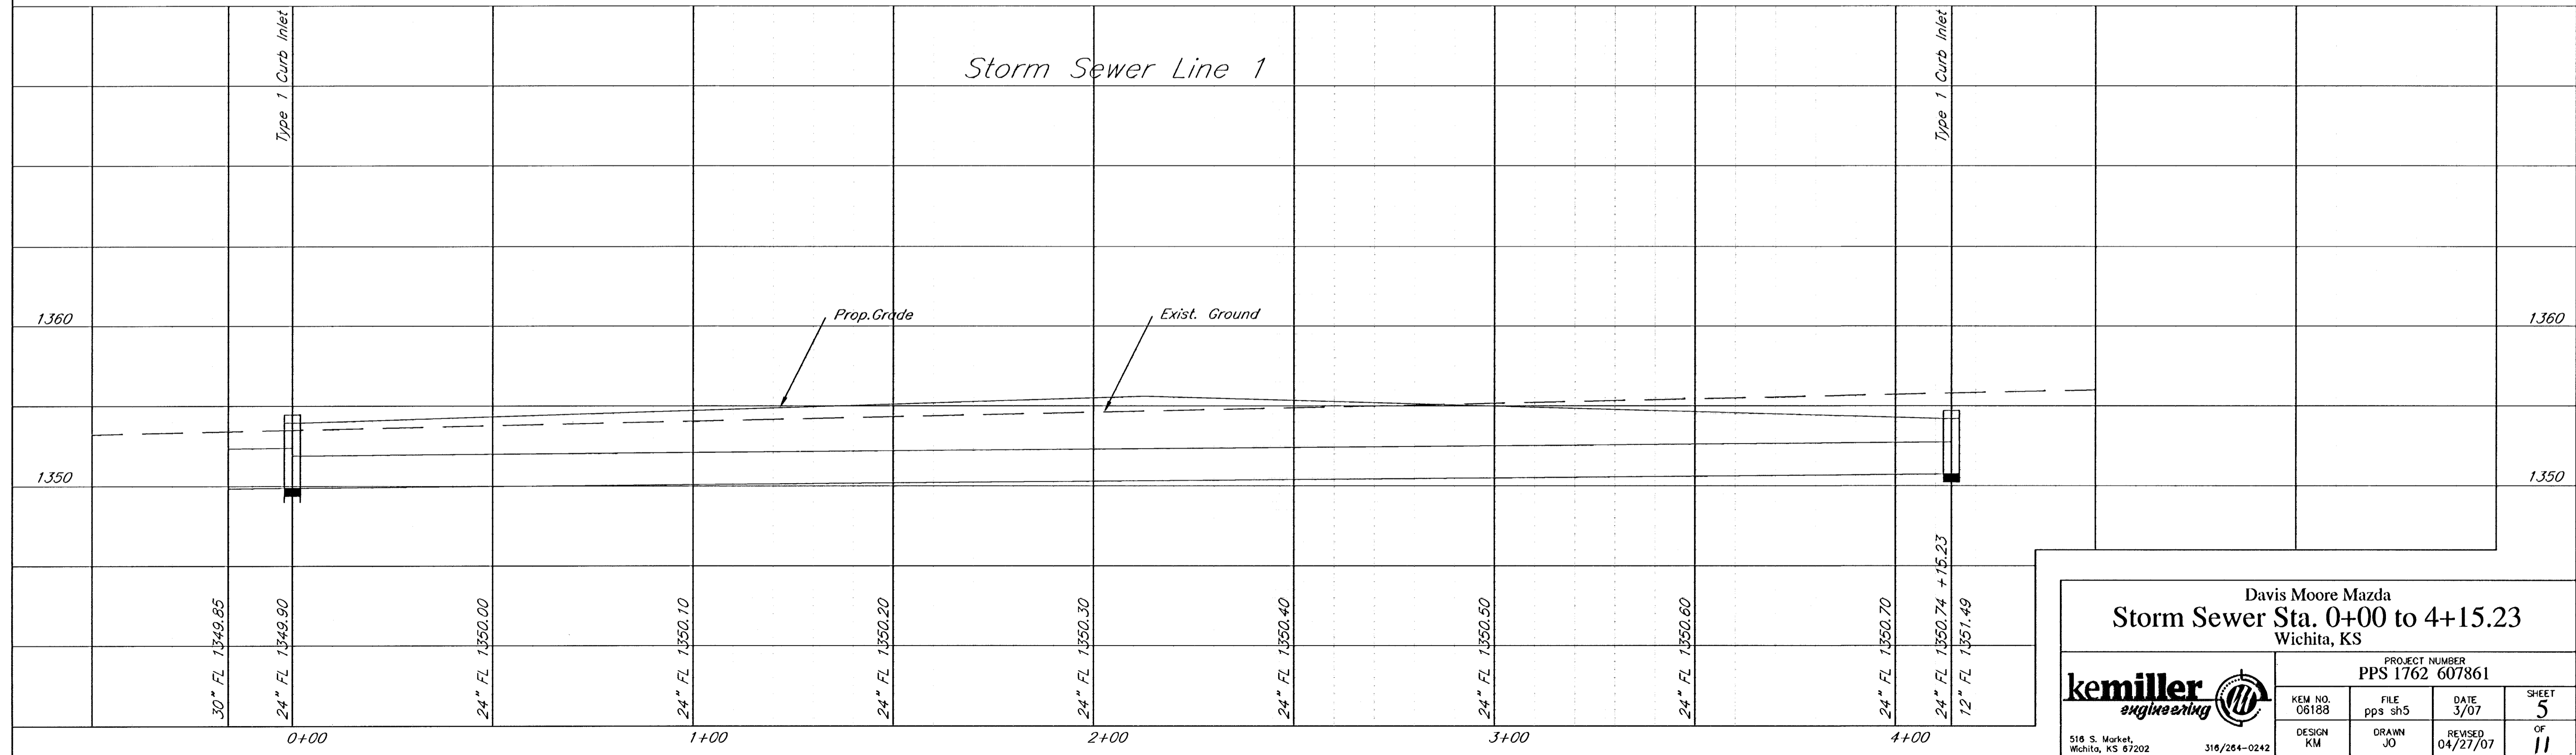 Type 1 Curb Inlet
Type 1 Curb Inlet
Storm Sewer Line 1
Prop.Grade
Exist. Ground
1360
1360
1350
1350
30" FL 1349.85
24" FL 1349.90
24" FL 1350.00
24" FL 1350.10
24" FL 1350.20
24" FL 1350.30
24" FL 1350.40
24" FL 1350.50
24" FL 1350.60
24" FL 1350.70
24" FL 1350.74 +15.23
12" FL 1351.49
0+00
1+00
2+00
3+00
4+00
Davis Moore Mazda
Storm Sewer Sta. 0+00 to 4+15.23
Wichita, KS
kemiller
engineering
516 S. Market,
Wichita, KS 67202
316/264-0242
PROJECT NUMBER
PPS 1762 607861
KEM NO.
06188
FILE
pps sh5
DATE
3/07
SHEET
5
DESIGN
KM
DRAWN
JO
REVISED
04/27/07
OF
11